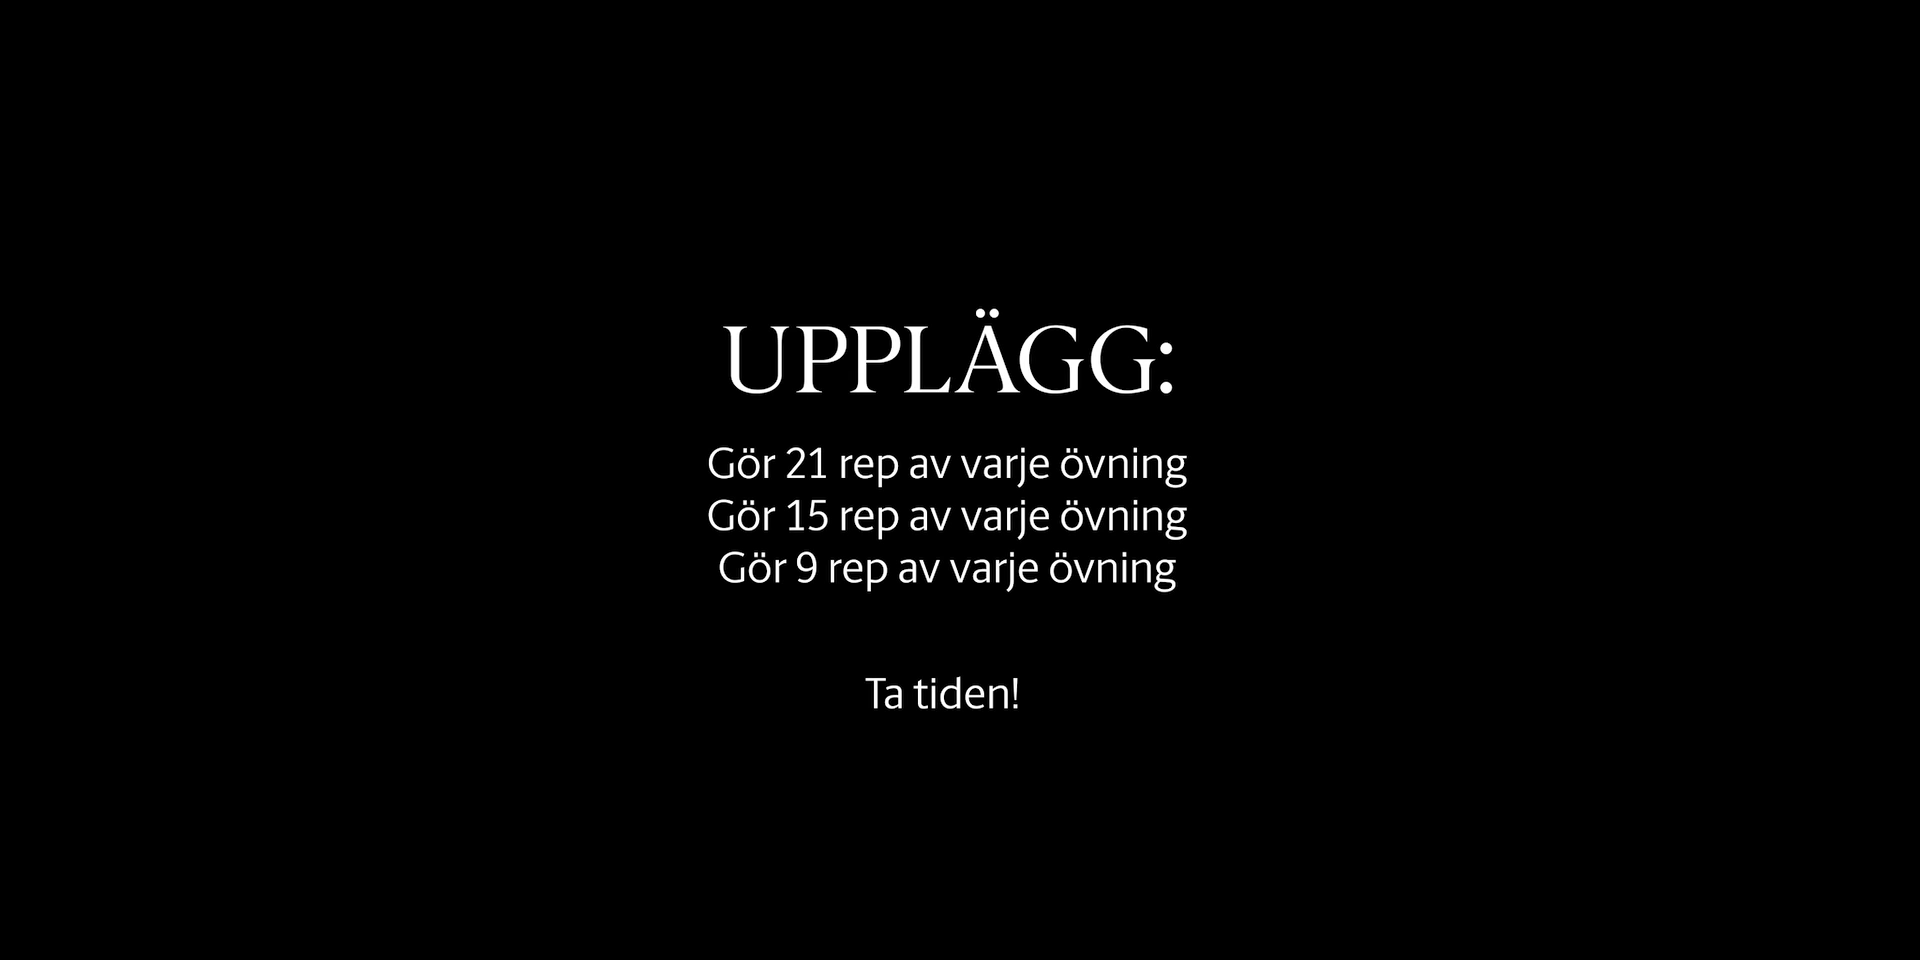 UPPLÄGG:
Gör 21 rep av varje övning
Gör 15 rep av varje övning
Gör 9 rep av varje övning
Ta tiden!